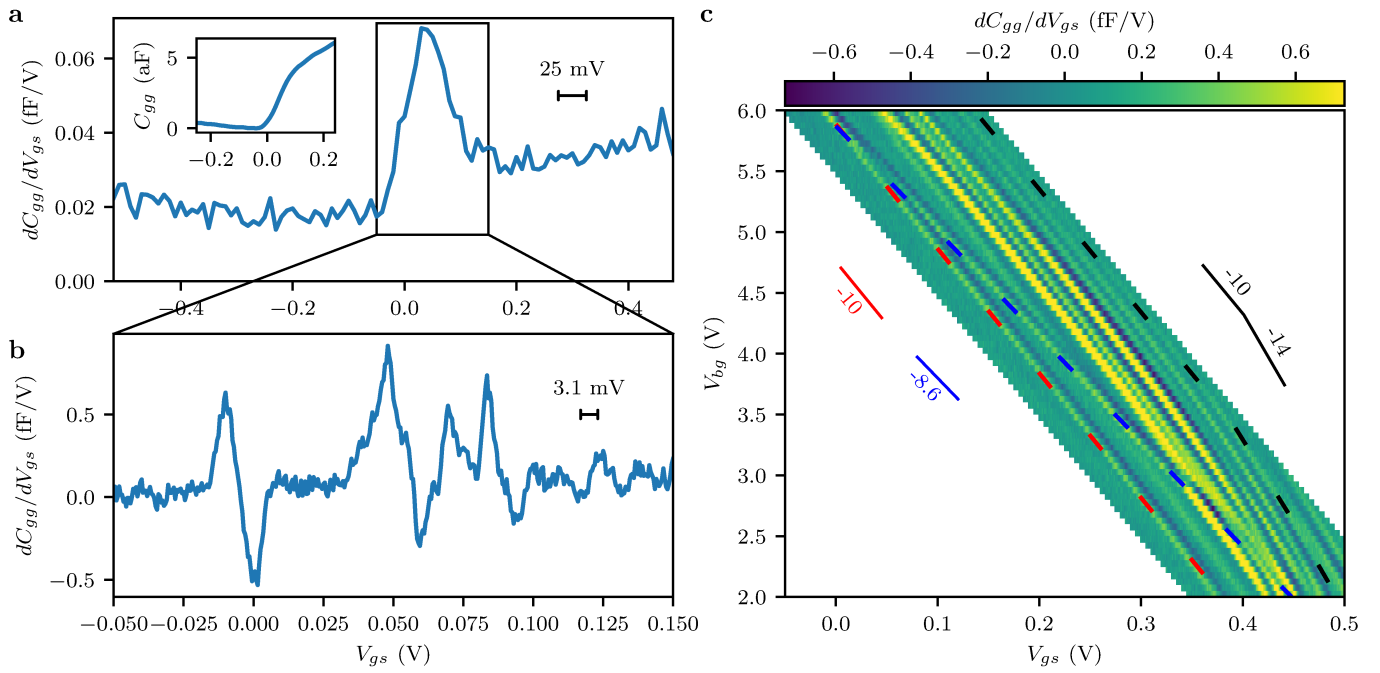 a
dC_gg/dV_gs (fF/V)
0.06
0.04
0.02
0.00
C_gg (aF)
5
0
−0.2 0.0 0.2
25 mV
−0.4 −0.2 0.0 0.2 0.4
b
dC_gg/dV_gs (fF/V)
0.5
0.0
−0.5
3.1 mV
−0.050 −0.025 0.000 0.025 0.050 0.075 0.100 0.125 0.150
V_gs (V)
c
dC_gg/dV_gs (fF/V)
−0.6 −0.4 −0.2 0.0 0.2 0.4 0.6
V_bg (V)
6.0
5.5
5.0
4.5
4.0
3.5
3.0
2.5
2.0
-10
-8.6
-10
-14
0.0 0.1 0.2 0.3 0.4 0.5
V_gs (V)